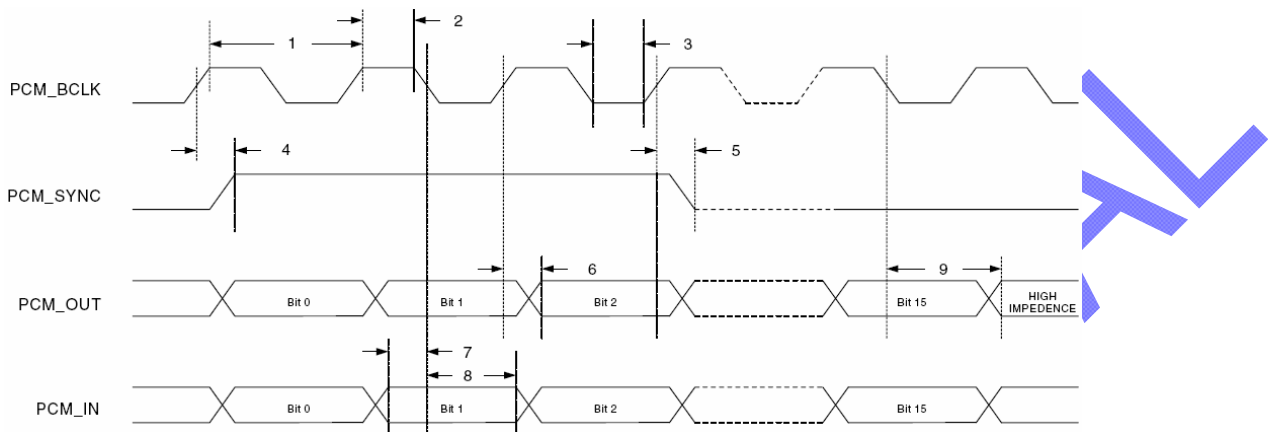 2
1
3
PCM_BCLK
4
5
PCM_SYNC
6
9
PCM_OUT
Bit 0
Bit 1
Bit 2
Bit 15
HIGH
IMPEDENCE
7
8
PCM_IN
Bit 0
Bit 1
Bit 2
Bit 15